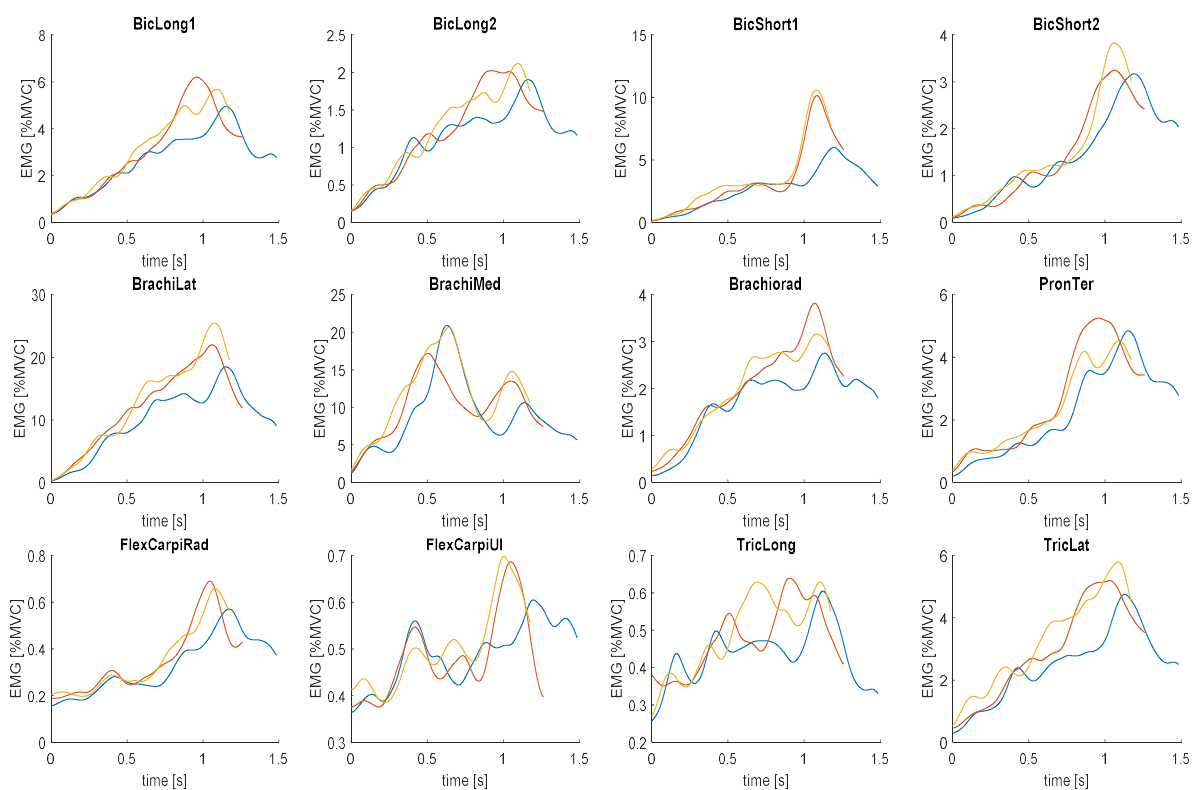 BicLong1
8
6
4
2
0
EMG [%MVC]
0 0.5 1 1.5
time [s]
BicLong2
2.5
2
1.5
1
0.5
0
EMG [%MVC]
0 0.5 1 1.5
time [s]
BicShort1
15
10
5
0
EMG [%MVC]
0 0.5 1 1.5
time [s]
BicShort2
4
3
2
1
0
EMG [%MVC]
0 0.5 1 1.5
time [s]
BrachiLat
30
20
10
0
EMG [%MVC]
0 0.5 1 1.5
time [s]
BrachiMed
25
20
15
10
5
0
EMG [%MVC]
0 0.5 1 1.5
time [s]
Brachiorad
4
3
2
1
0
EMG [%MVC]
0 0.5 1 1.5
time [s]
PronTer
6
4
2
0
EMG [%MVC]
0 0.5 1 1.5
time [s]
FlexCarpiRad
0.8
0.6
0.4
0.2
0
EMG [%MVC]
0 0.5 1 1.5
time [s]
FlexCarpiUl
0.7
0.6
0.5
0.4
0.3
EMG [%MVC]
0 0.5 1 1.5
time [s]
TricLong
0.7
0.6
0.5
0.4
0.3
0.2
EMG [%MVC]
0 0.5 1 1.5
time [s]
TricLat
6
4
2
0
EMG [%MVC]
0 0.5 1 1.5
time [s]